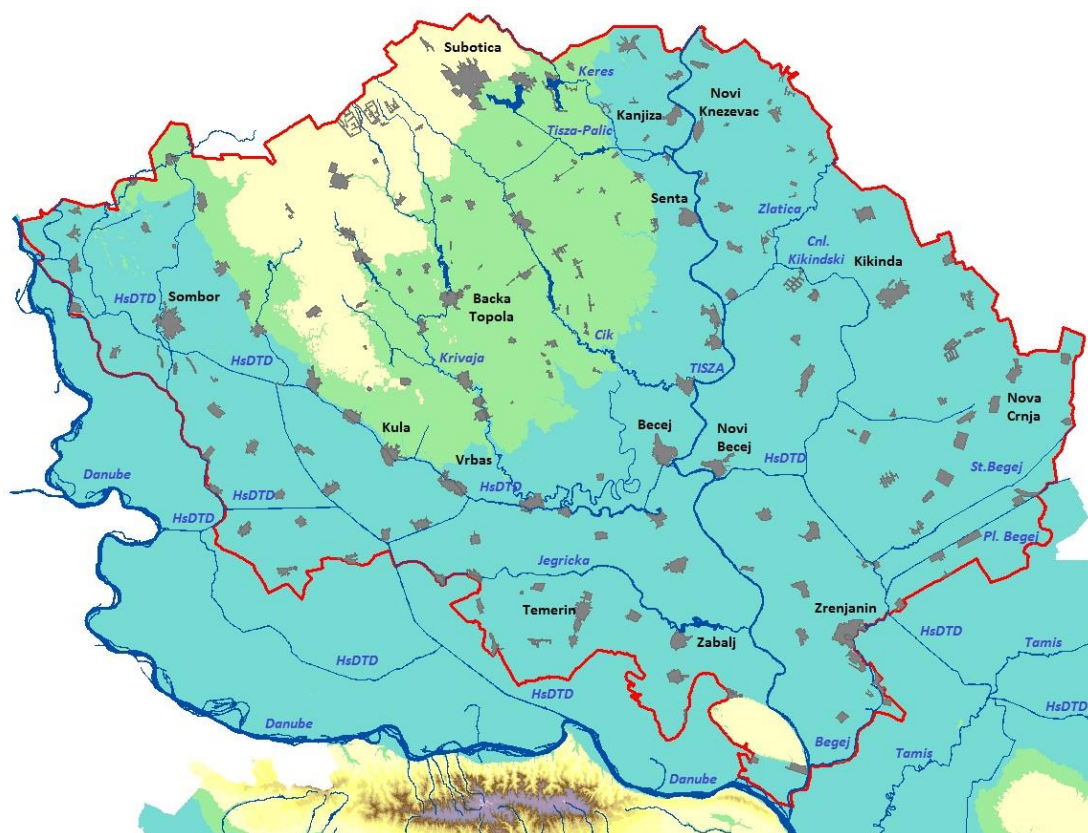 Subotica
Keres
Novi
Knezevac
Kanjiza
Tisza-Palic
Senta
Zlatica
Cnl.
Kikindski
Kikinda
HsDTD
Sombor
Backa
Topola
HsDTD
Krivaja
Cik
TISZA
Nova
Crnja
Kula
Becej
Novi
Becej
Vrbas
HsDTD
HsDTD
St.Begej
Danube
HsDTD
HsDTD
Pl. Begej
Jegricka
Temerin
Zabalj
Zrenjanin
HsDTD
Tamis
HsDTD
HsDTD
HsDTD
Danube
Begej
Tamis
Danube